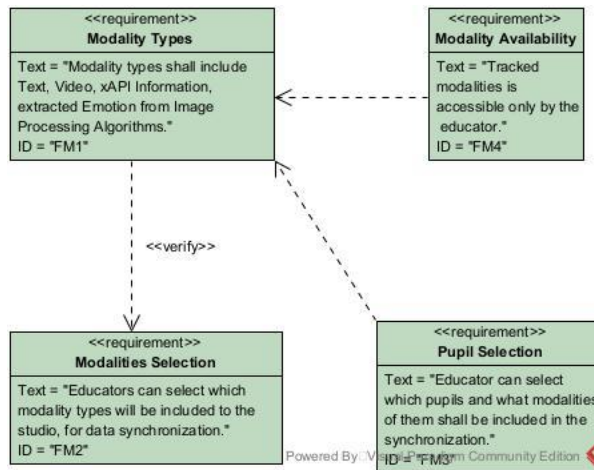 <<requirement>>
Modality Types
Text = "Modality types shall include
Text, Video, xAPI Information,
extracted Emotion from Image
Processing Algorithms."
ID = "FM1"
<<requirement>>
Modality Availability
Text = "Tracked
modalities is
accessible only by the
educator."
ID = "FM4"
<<verify>>
<<requirement>>
Modalities Selection
Text = "Educators can select which
modality types will be included to the
studio, for data synchronization."
ID = "FM2"
<<requirement>>
Pupil Selection
Text = "Educator can select
which pupils and what modalities
of them shall be included in the
synchronization."
ID = "FM3"
Powered By Visual Paradigm Community Edition